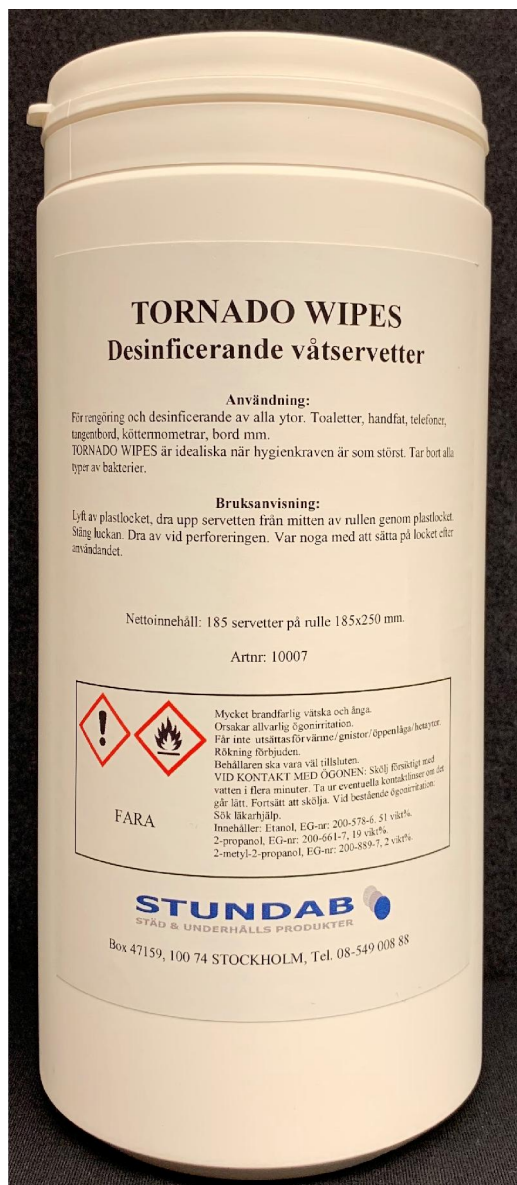 TORNADO WIPES
Desinficerande våtservetter
Användning:
För rengöring och desinficerande av alla ytor. Toaletter, handfat, telefoner,
tangentbord, köttermometrar, bord mm.
TORNADO WIPES är idealiska när hygienkraven är som störst. Tar bort alla
typer av bakterier.
Bruksanvisning:
Lyft av plastlocket, dra upp servetten från mitten av rullen genom plastlocket.
Stäng luckan. Dra av vid perforeringen. Var noga med att sätta på locket efter
användandet.
Nettoinnehåll: 185 servetter på rulle 185x250 mm.
Artnr: 10007
Mycket brandfarlig vätska och ånga.
Orsakar allvarlig ögonirritation.
Får inte utsättas för värme/gnistor/öppenlåga/hetaytor.
Rökning förbjuden.
Behållaren ska vara väl tillsluten.
VID KONTAKT MED ÖGONEN: Skölj försiktigt med
vatten i flera minuter. Ta ur eventuella kontaktlinser om det
går lätt. Fortsätt att skölja. Vid bestående ögonirritation:
Sök läkarhjälp.
Innehåller: Etanol, EG-nr: 200-578-6. 51 vikt%.
2-propanol, EG-nr: 200-661-7, 19 vikt%.
2-metyl-2-propanol, EG-nr: 200-889-7, 2 vikt%.
FARA
STUNDAB
STÄD & UNDERHÅLLS PRODUKTER
Box 47159, 100 74 STOCKHOLM, Tel. 08-549 008 88